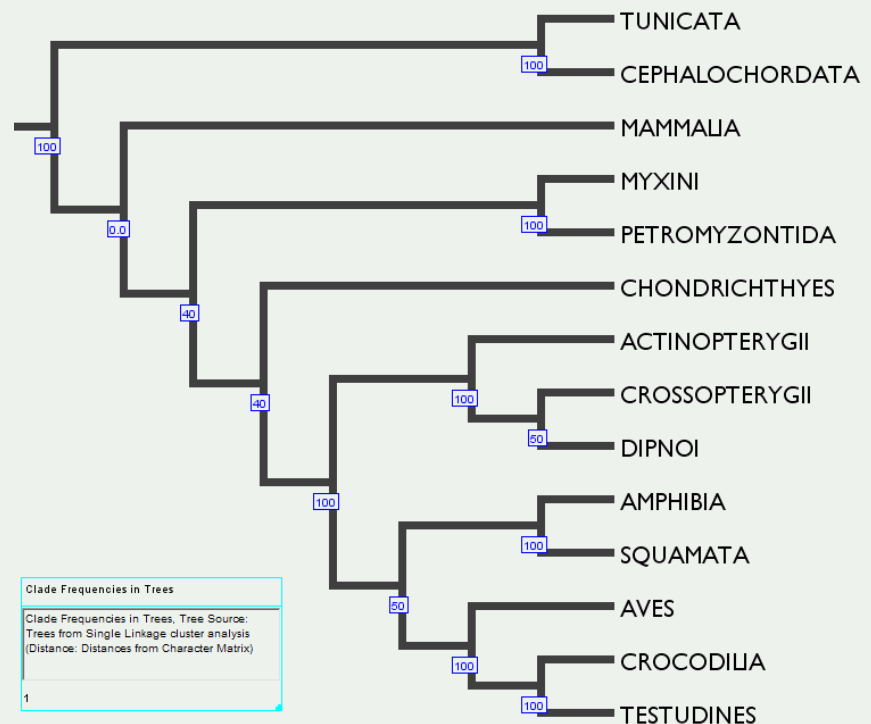 TUNICATA
100
CEPHALOCHORDATA
MAMMALIA
100
MYXINI
0.0
100
PETROMYZONTIDA
CHONDRICHTHYES
40
ACTINOPTERYGII
CROSSOPTERYGII
100
40
50
DIPNOI
AMPHIBIA
100
100
SQUAMATA
Clade Frequencies in Trees
50
AVES
Clade Frequencies in Trees, Tree Source:
Trees from Single Linkage cluster analysis
(Distance: Distances from Character Matrix)
CROCODILIA
100
1
100
TESTUDINES